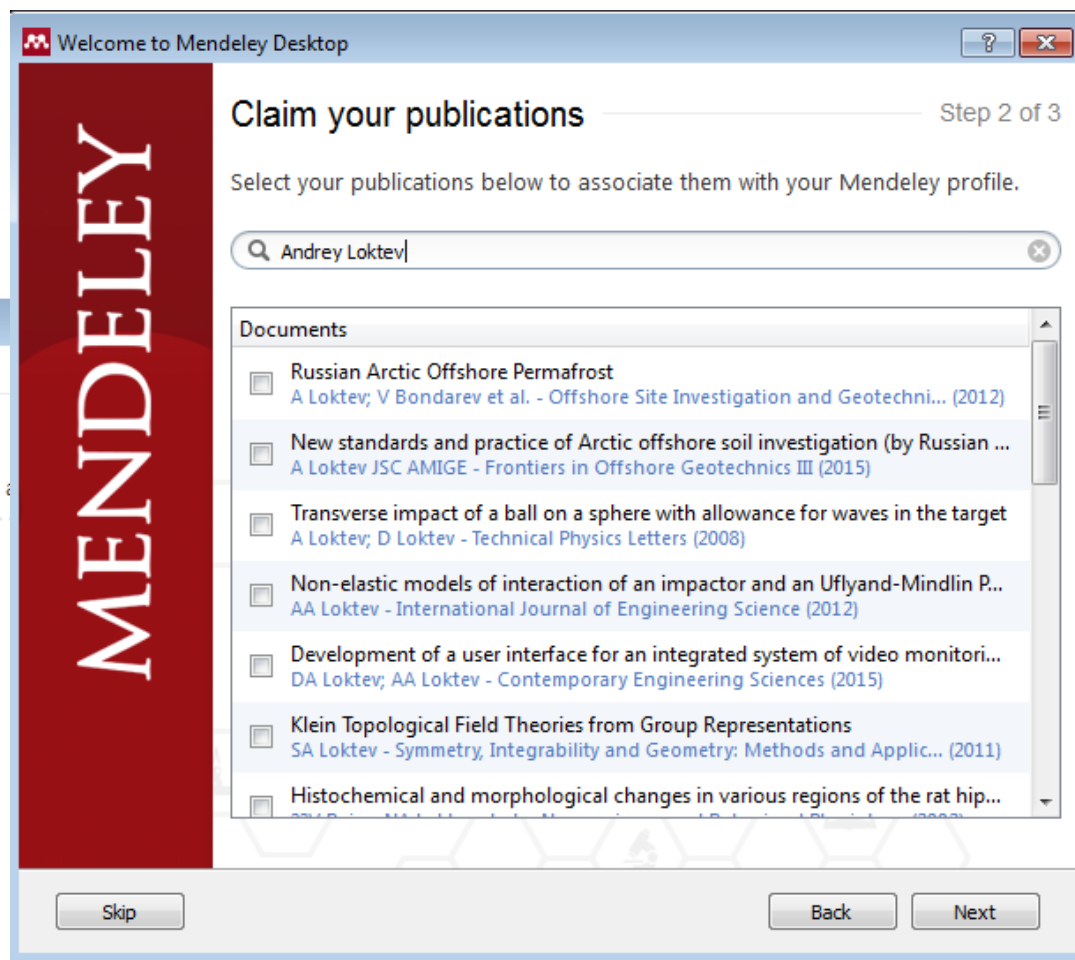 Welcome to Mendeley Desktop
MENDELEY
Claim your publications
Step 2 of 3
Select your publications below to associate them with your Mendeley profile.
Andrey Loktev
Documents
Russian Arctic Offshore Permafrost
A Loktev; V Bondarev et al. - Offshore Site Investigation and Geotechni... (2012)
New standards and practice of Arctic offshore soil investigation (by Russian ...
A Loktev JSC AMIGE - Frontiers in Offshore Geotechnics III (2015)
Transverse impact of a ball on a sphere with allowance for waves in the target
A Loktev; D Loktev - Technical Physics Letters (2008)
Non-elastic models of interaction of an impactor and an Uflyand-Mindlin P...
AA Loktev - International Journal of Engineering Science (2012)
Development of a user interface for an integrated system of video monitori...
DA Loktev; AA Loktev - Contemporary Engineering Sciences (2015)
Klein Topological Field Theories from Group Representations
SA Loktev - Symmetry, Integrability and Geometry: Methods and Applic... (2011)
Histochemical and morphological changes in various regions of the rat hip...
Skip
Back
Next